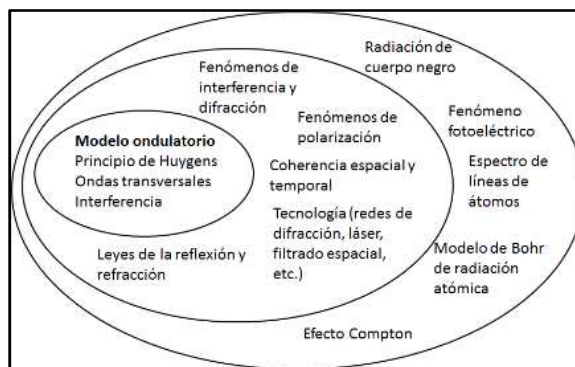 Radiación de
cuerpo negro
Fenómenos de
interferencia y
difracción
Fenómenos de
polarización
Fenómeno
fotoeléctrico
Modelo ondulatorio
Principio de Huygens
Ondas transversales
Interferencia
Coherencia espacial y
temporal
Espectro de
líneas de
átomos
Tecnología (redes de
difracción, láser,
filtrado espacial,
etc.)
Leyes de la reflexión y
refracción
Modelo de Bohr
de radiación
atómica
Efecto Compton